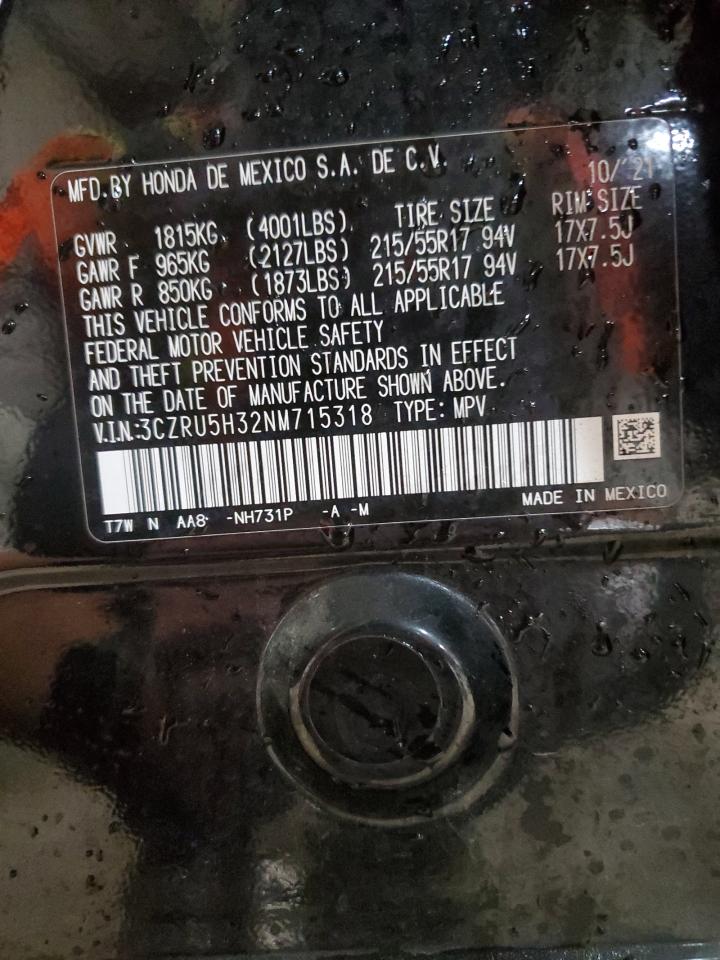 MFD. BY HONDA DE MEXICO S.A. DE C.V. 10/'21
TIRE SIZE RIM SIZE
GVWR 1815KG (4001LBS)
GAWR F 965KG (2127LBS) 215/55R17 94V 17X7.5J
GAWR R 850KG (1873LBS) 215/55R17 94V 17X7.5J
THIS VEHICLE CONFORMS TO ALL APPLICABLE
FEDERAL MOTOR VEHICLE SAFETY
AND THEFT PREVENTION STANDARDS IN EFFECT
ON THE DATE OF MANUFACTURE SHOWN ABOVE.
V.I.N.:3CZRU5H32NM715318 TYPE: MPV
T7W N AA8 -NH731P -A -M MADE IN MEXICO